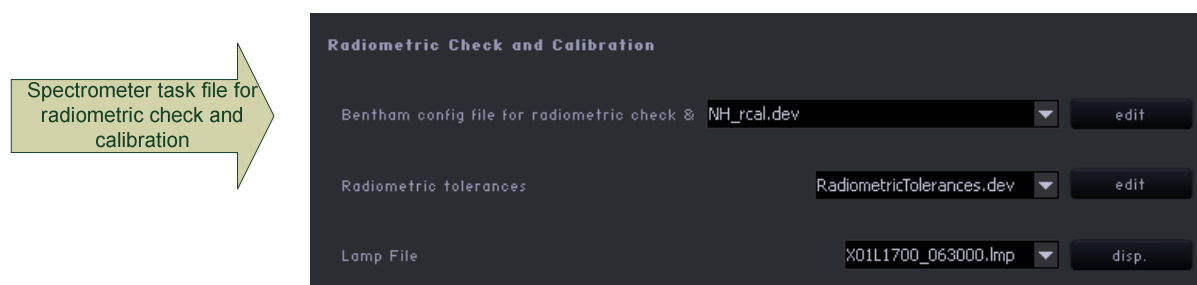 Spectrometer task file for
radiometric check and
calibration
Radiometric Check and Calibration
Bentham config file for radiometric check & NH_rcal.dev edit
Radiometric tolerances RadiometricTolerances.dev edit
Lamp File X01L1700_063000.lmp disp.